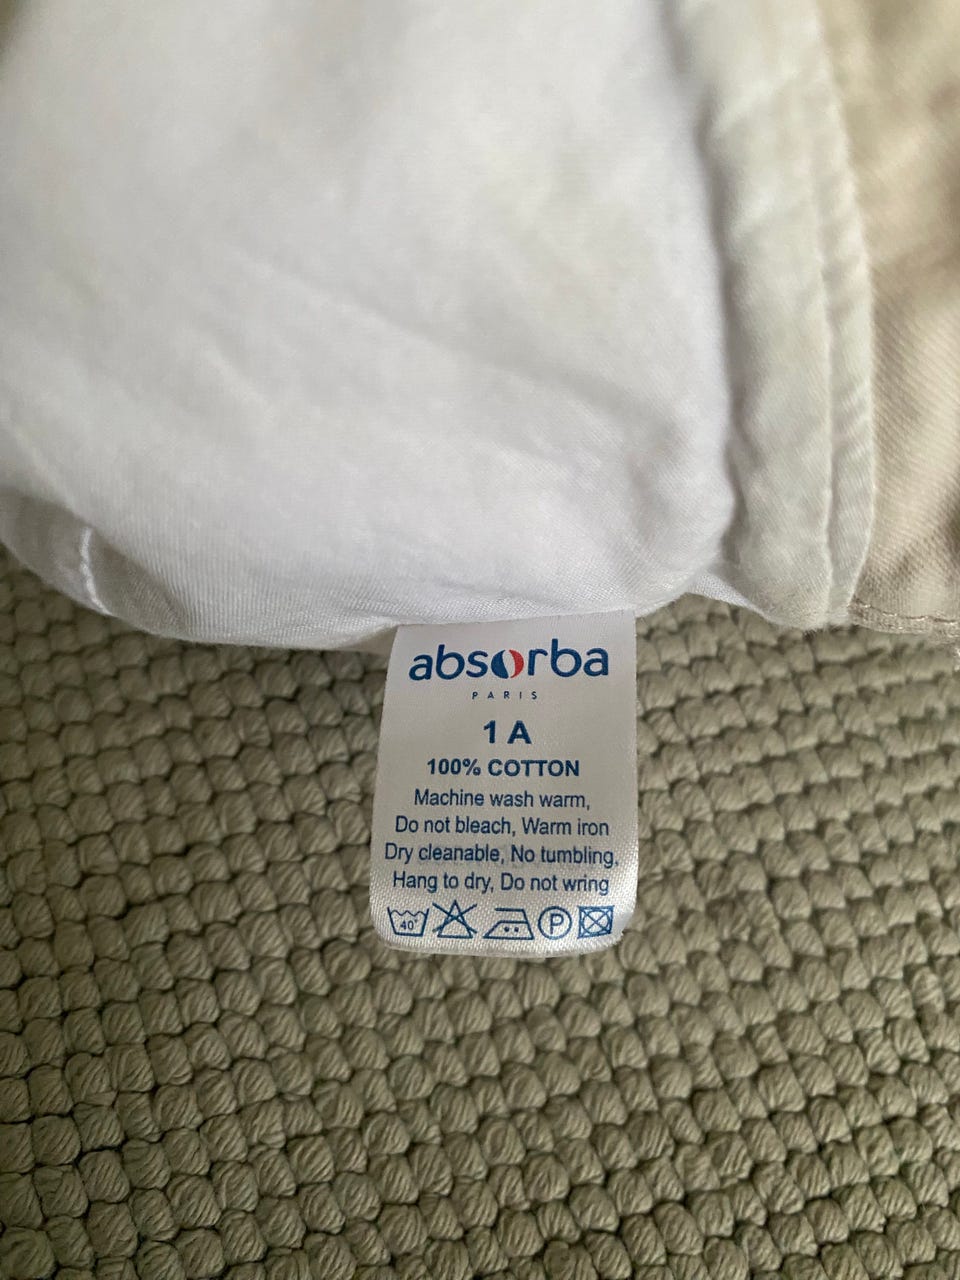 absorba
PARIS
1 A
100% COTTON
Machine wash warm,
Do not bleach, Warm iron
Dry cleanable, No tumbling,
Hang to dry, Do not wring
40° P